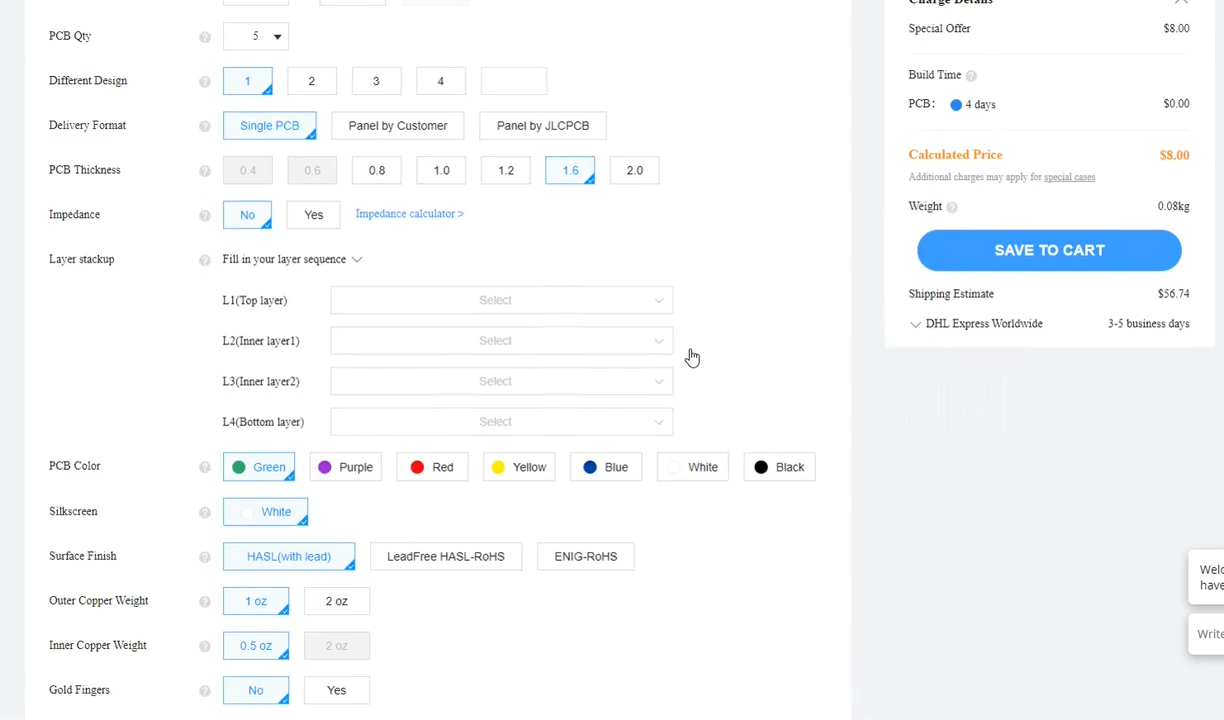 Charge Details
PCB Qty 5
Special Offer $8.00
Different Design 1 2 3 4
Build Time
PCB: 4 days $0.00
Delivery Format Single PCB Panel by Customer Panel by JLCPCB
Calculated Price $8.00
PCB Thickness 0.4 0.6 0.8 1.0 1.2 1.6 2.0
Additional charges may apply for special cases
Weight 0.08kg
Impedance No Yes Impedance calculator >
SAVE TO CART
Layer stackup Fill in your layer sequence
Shipping Estimate $56.74
L1(Top layer) Select
DHL Express Worldwide 3-5 business days
L2(Inner layer1) Select
L3(Inner layer2) Select
L4(Bottom layer) Select
PCB Color Green Purple Red Yellow Blue White Black
Silkscreen White
Surface Finish HASL(with lead) LeadFree HASL-RoHS ENIG-RoHS
Outer Copper Weight 1 oz 2 oz
Inner Copper Weight 0.5 oz 2 oz
Gold Fingers No Yes
Welc
have
Write